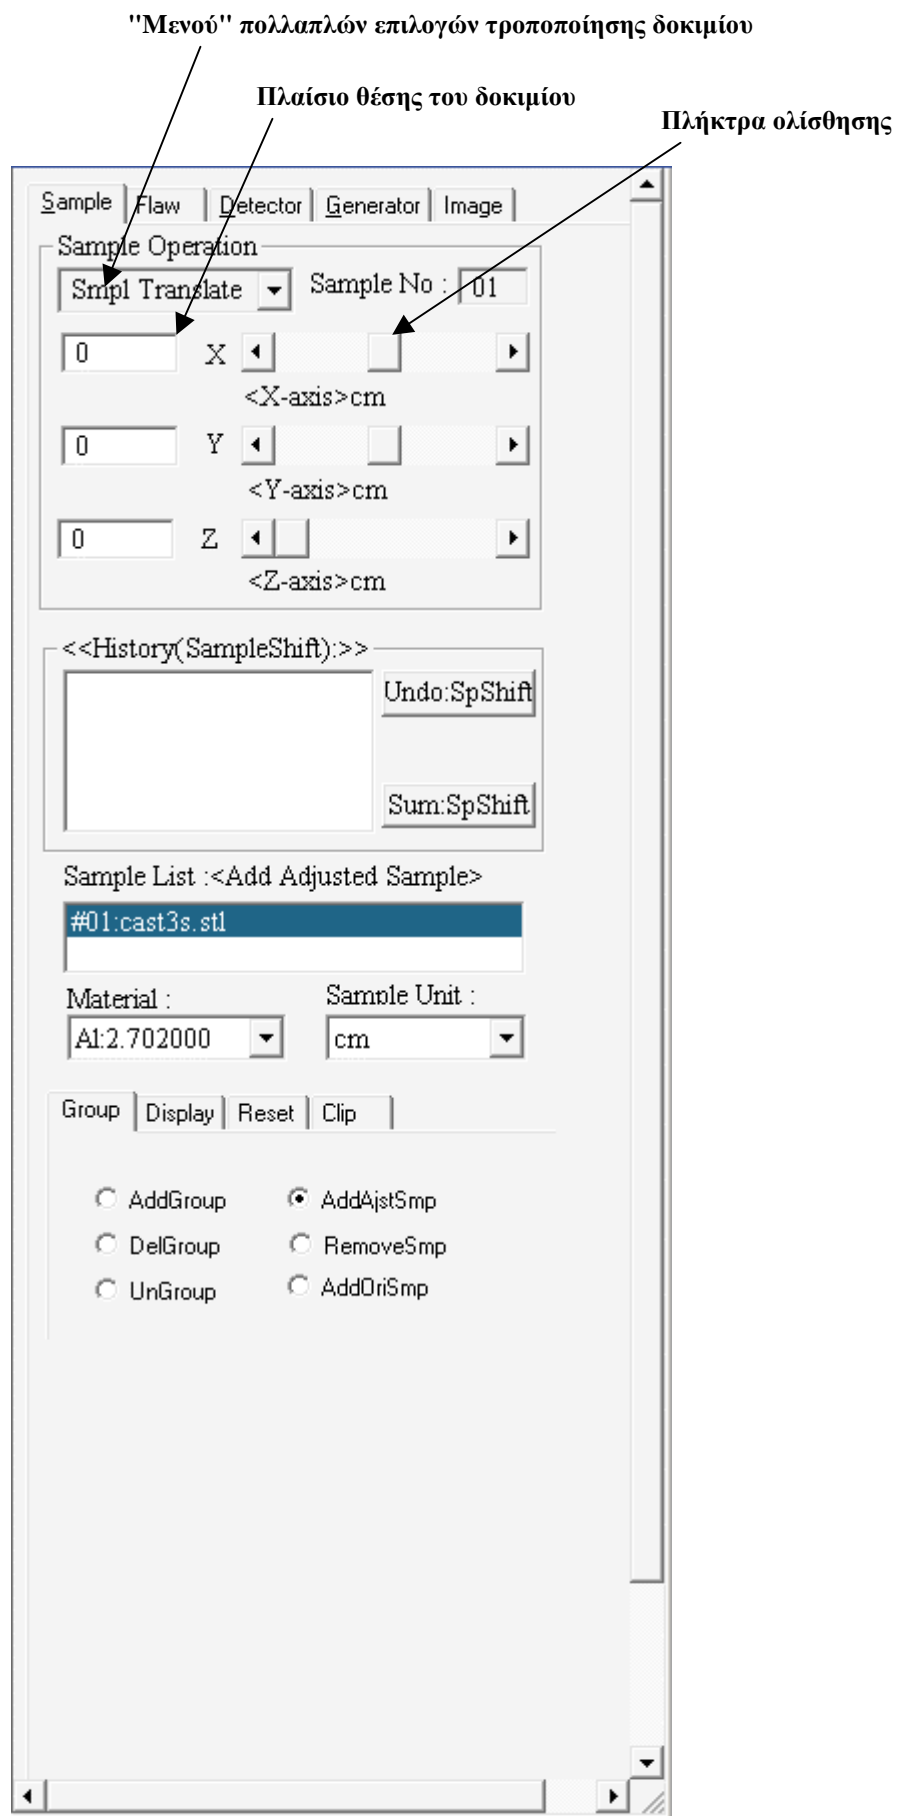 "Μενού" πολλαπλών επιλογών τροποποίησης δοκιμίου
Πλαίσιο θέσης του δοκιμίου
Πλήκτρα ολίσθησης
Sample Flaw Detector Generator Image
Sample Operation
Smpl Translate Sample No : 01
0 X
<X-axis>cm
0 Y
<Y-axis>cm
0 Z
<Z-axis>cm
<<History(SampleShift):>>
Undo:SpShift
Sum:SpShift
Sample List :<Add Adjusted Sample>
#01:cast3s.stl
Material : Sample Unit :
Al:2.702000 cm
Group Display Reset Clip
AddGroup AddAjstSmp
DelGroup RemoveSmp
UnGroup AddOriSmp